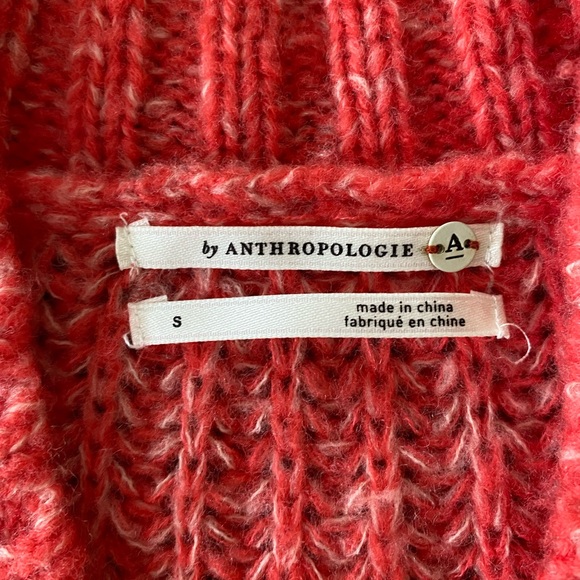 by ANTHROPOLOGIE A
S
made in china
fabriqué en chine